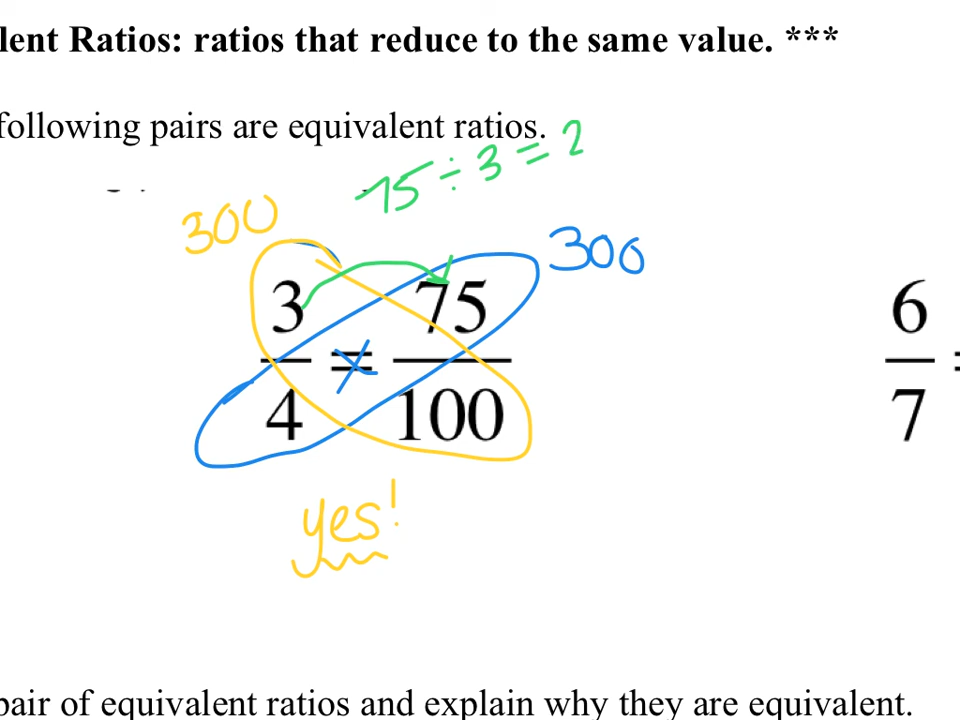 lent Ratios: ratios that reduce to the same value. ***
following pairs are equivalent ratios.
75 ÷ 3 = 2
300
300
3/4 = 75/100
6/7 =
yes!
pair of equivalent ratios and explain why they are equivalent.